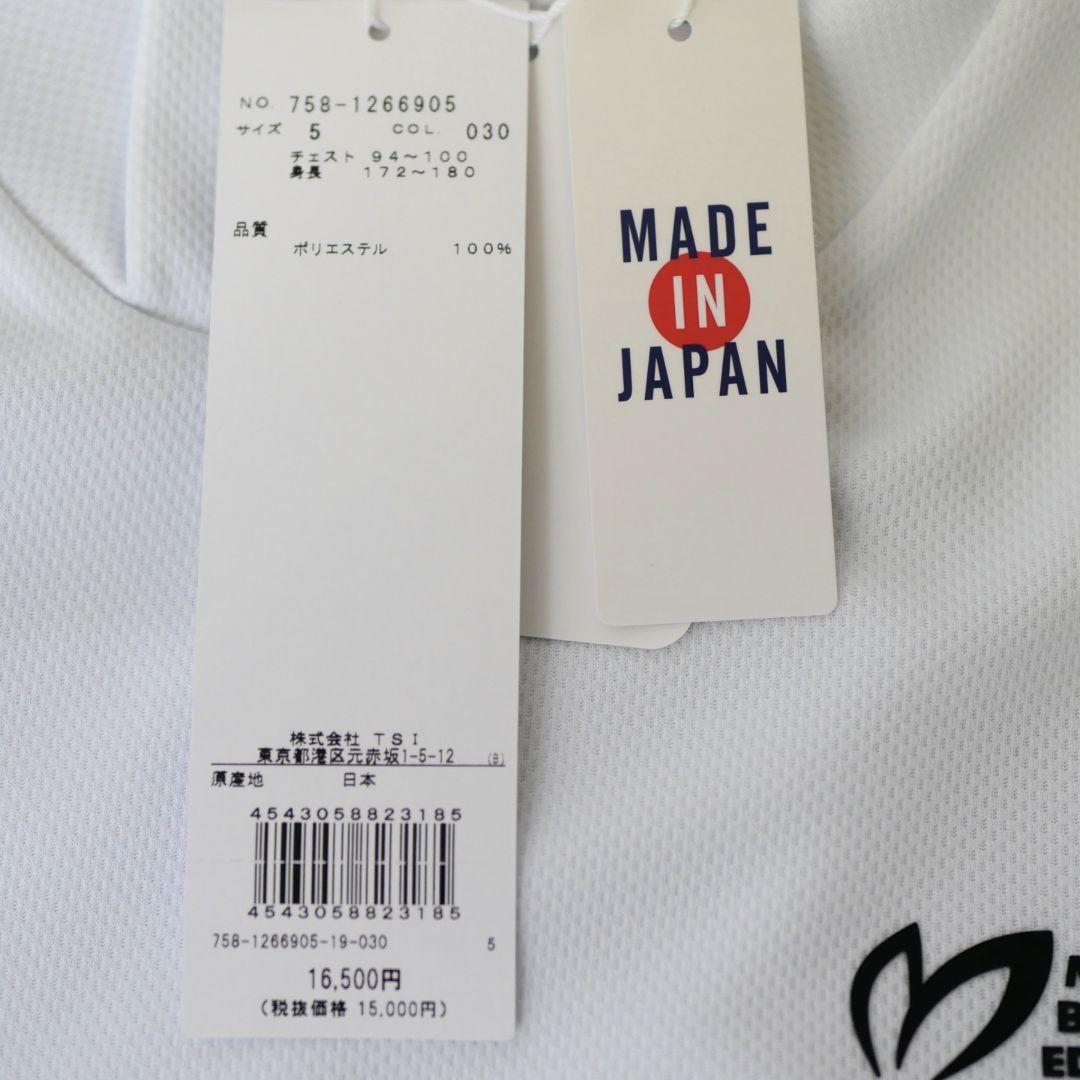 NO. 758-1266905
サイズ 5 COL. 030
チェスト 94～100
身長 172～180
品質
ポリエステル 100%
株式会社 TSI
東京都港区元赤坂1-5-12 (B)
原産地 日本
4543058823185
4543058823185
758-1266905-19-030 5
16,500円
(税抜価格 15,000円)
MADE
IN
JAPAN